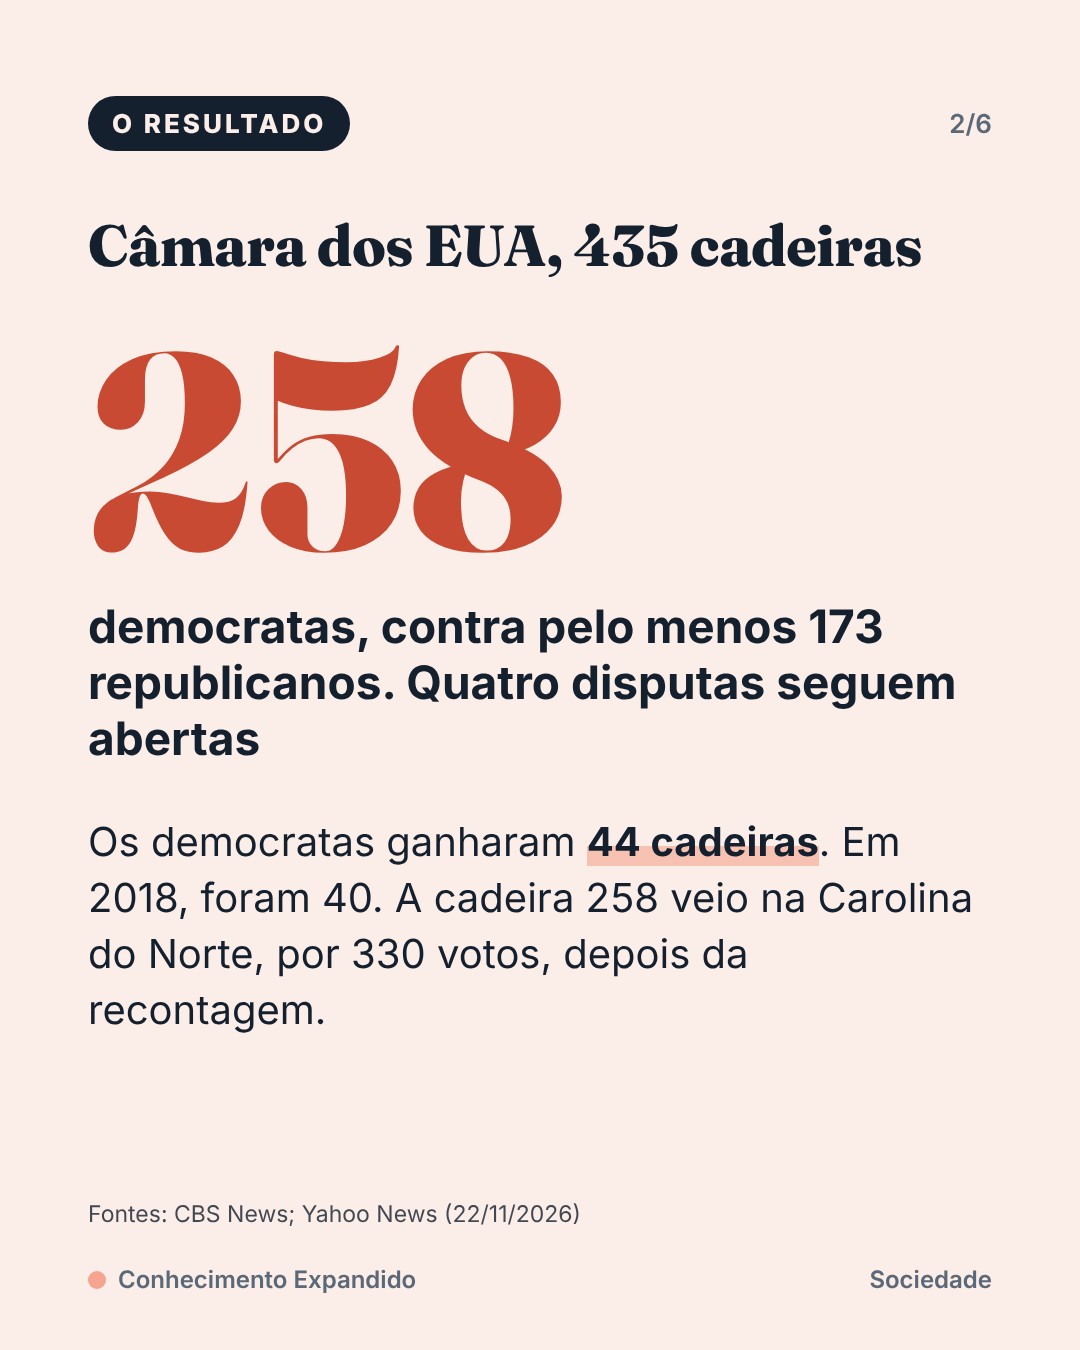 O RESULTADO
2/6
Câmara dos EUA, 435 cadeiras
258
democratas, contra pelo menos 173
republicanos. Quatro disputas seguem
abertas
Os democratas ganharam 44 cadeiras. Em
2018, foram 40. A cadeira 258 veio na Carolina
do Norte, por 330 votos, depois da
recontagem.
Fontes: CBS News; Yahoo News (22/11/2026)
Conhecimento Expandido
Sociedade